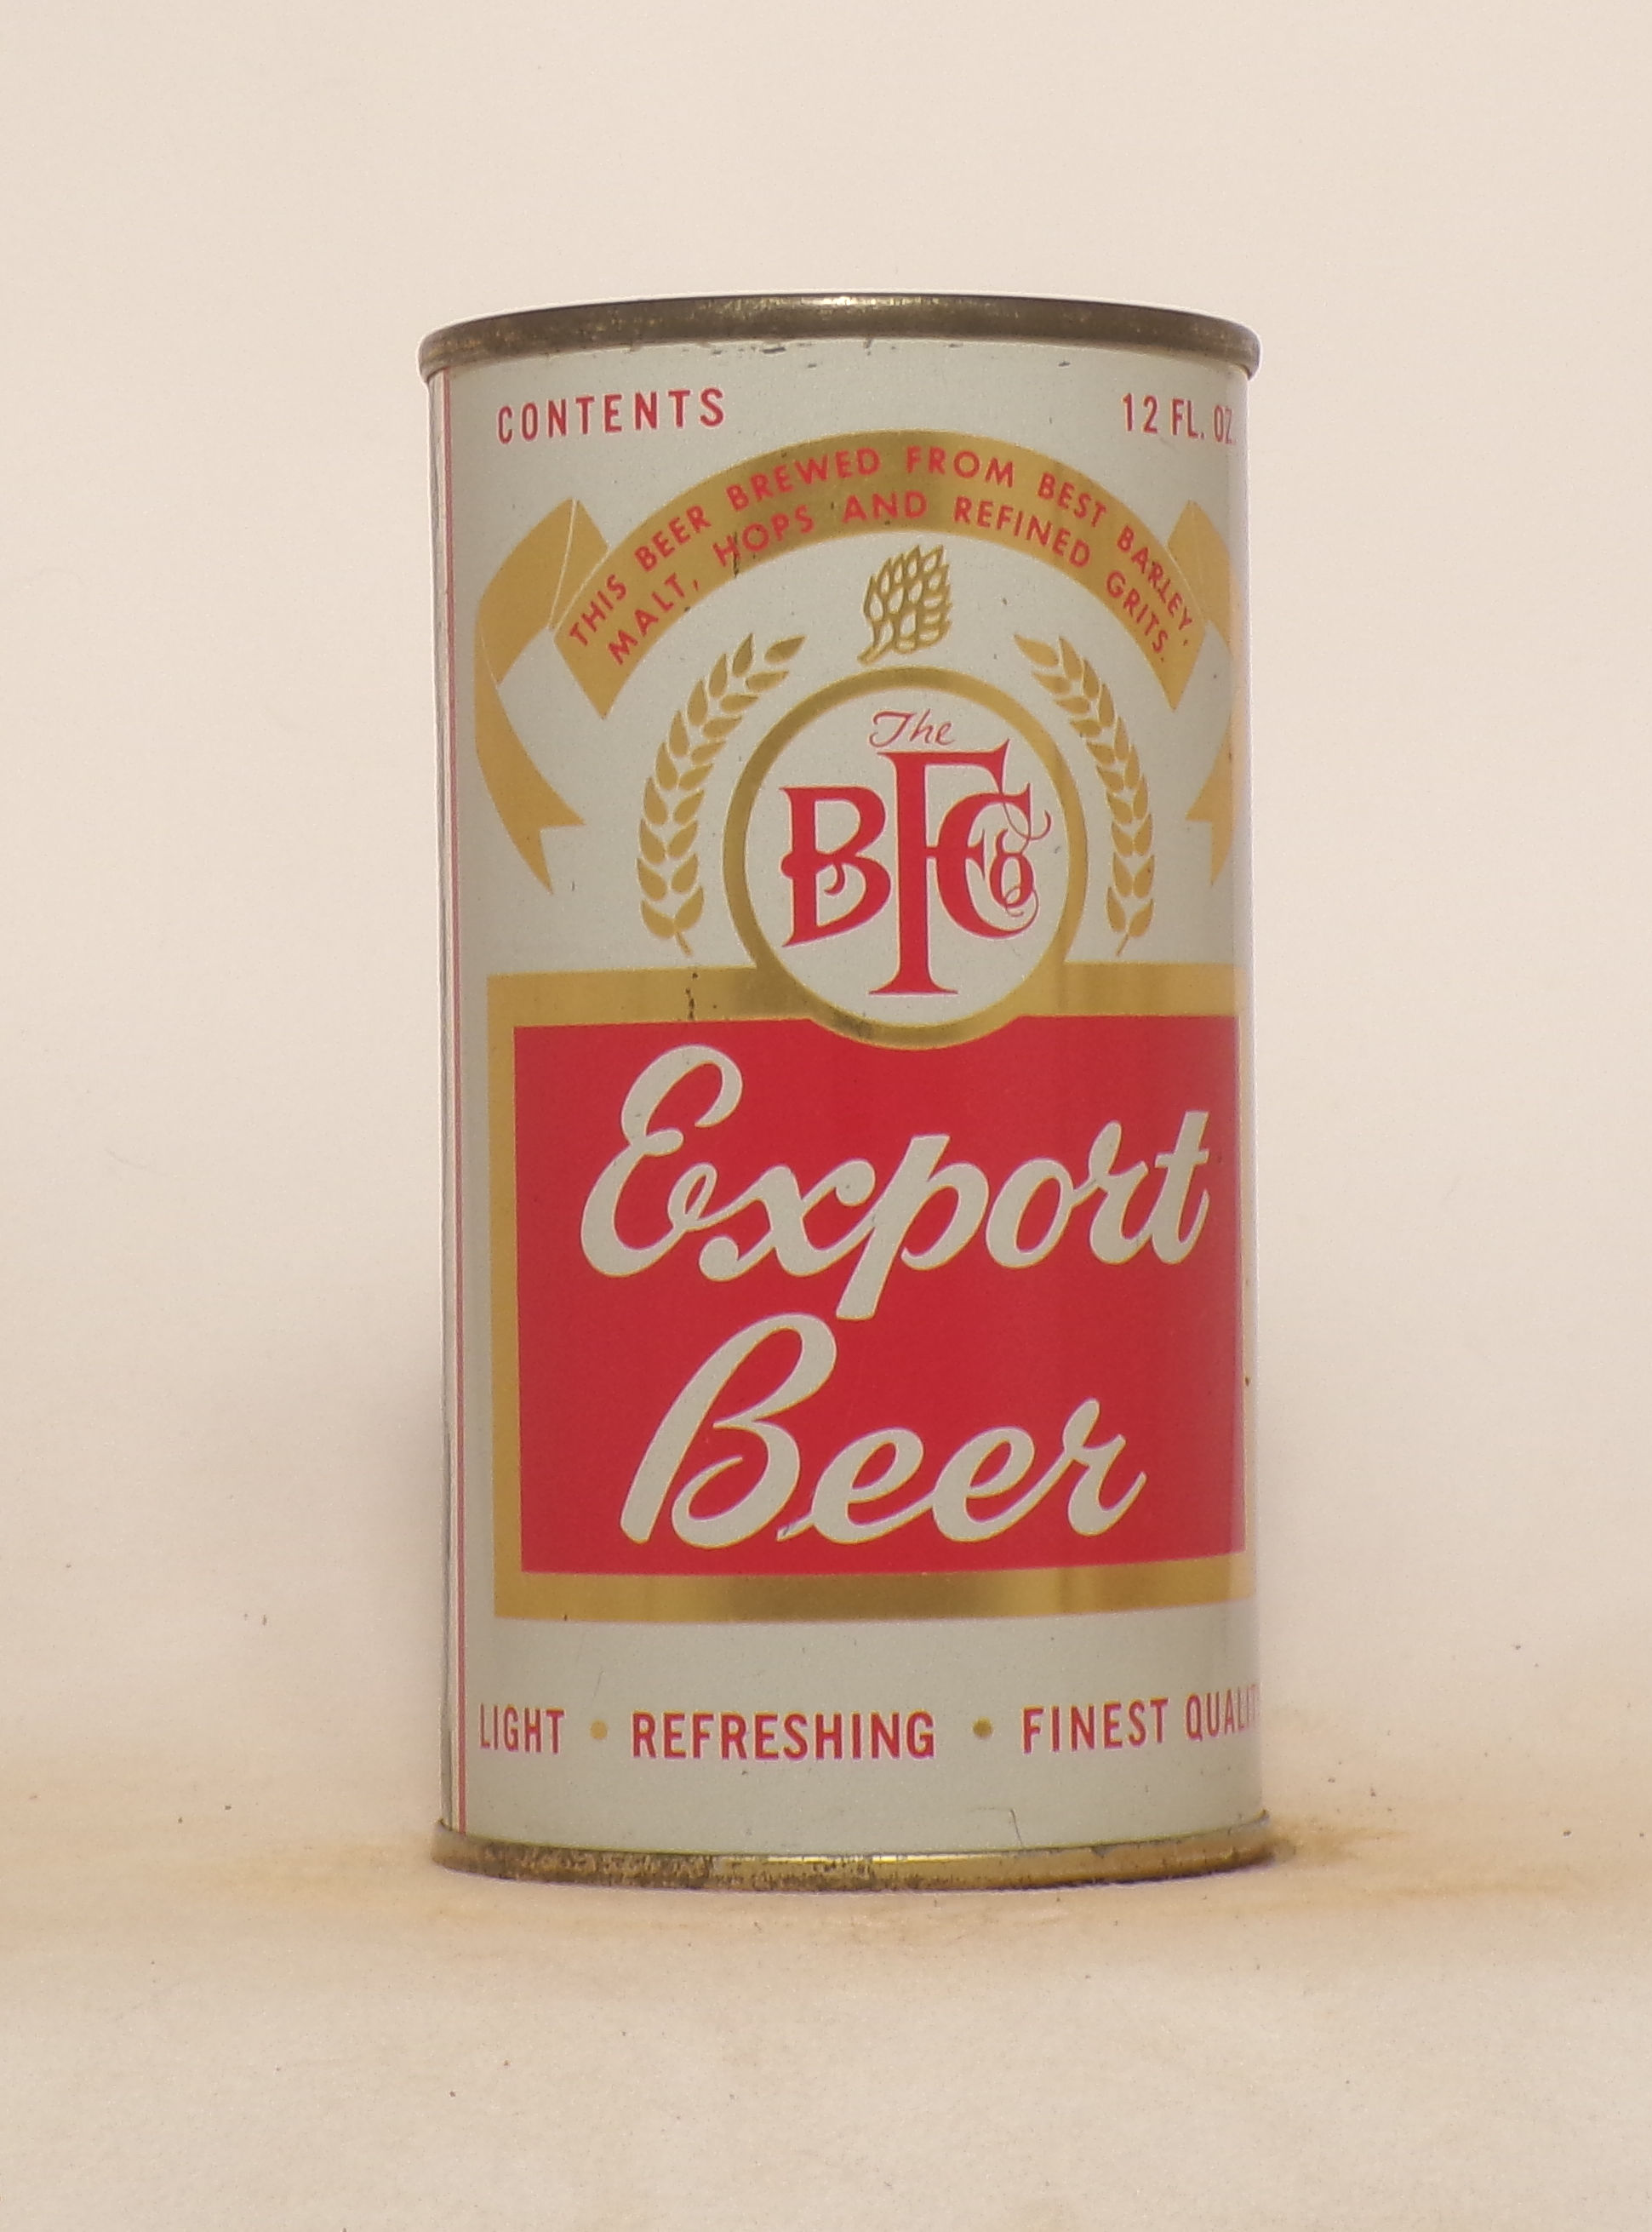 CONTENTS 12 FL. OZ.
THIS BEER BREWED FROM BEST BARLEY,
MALT, HOPS AND REFINED GRITS.
The
BFCo
Export
Beer
LIGHT • REFRESHING • FINEST QUALI